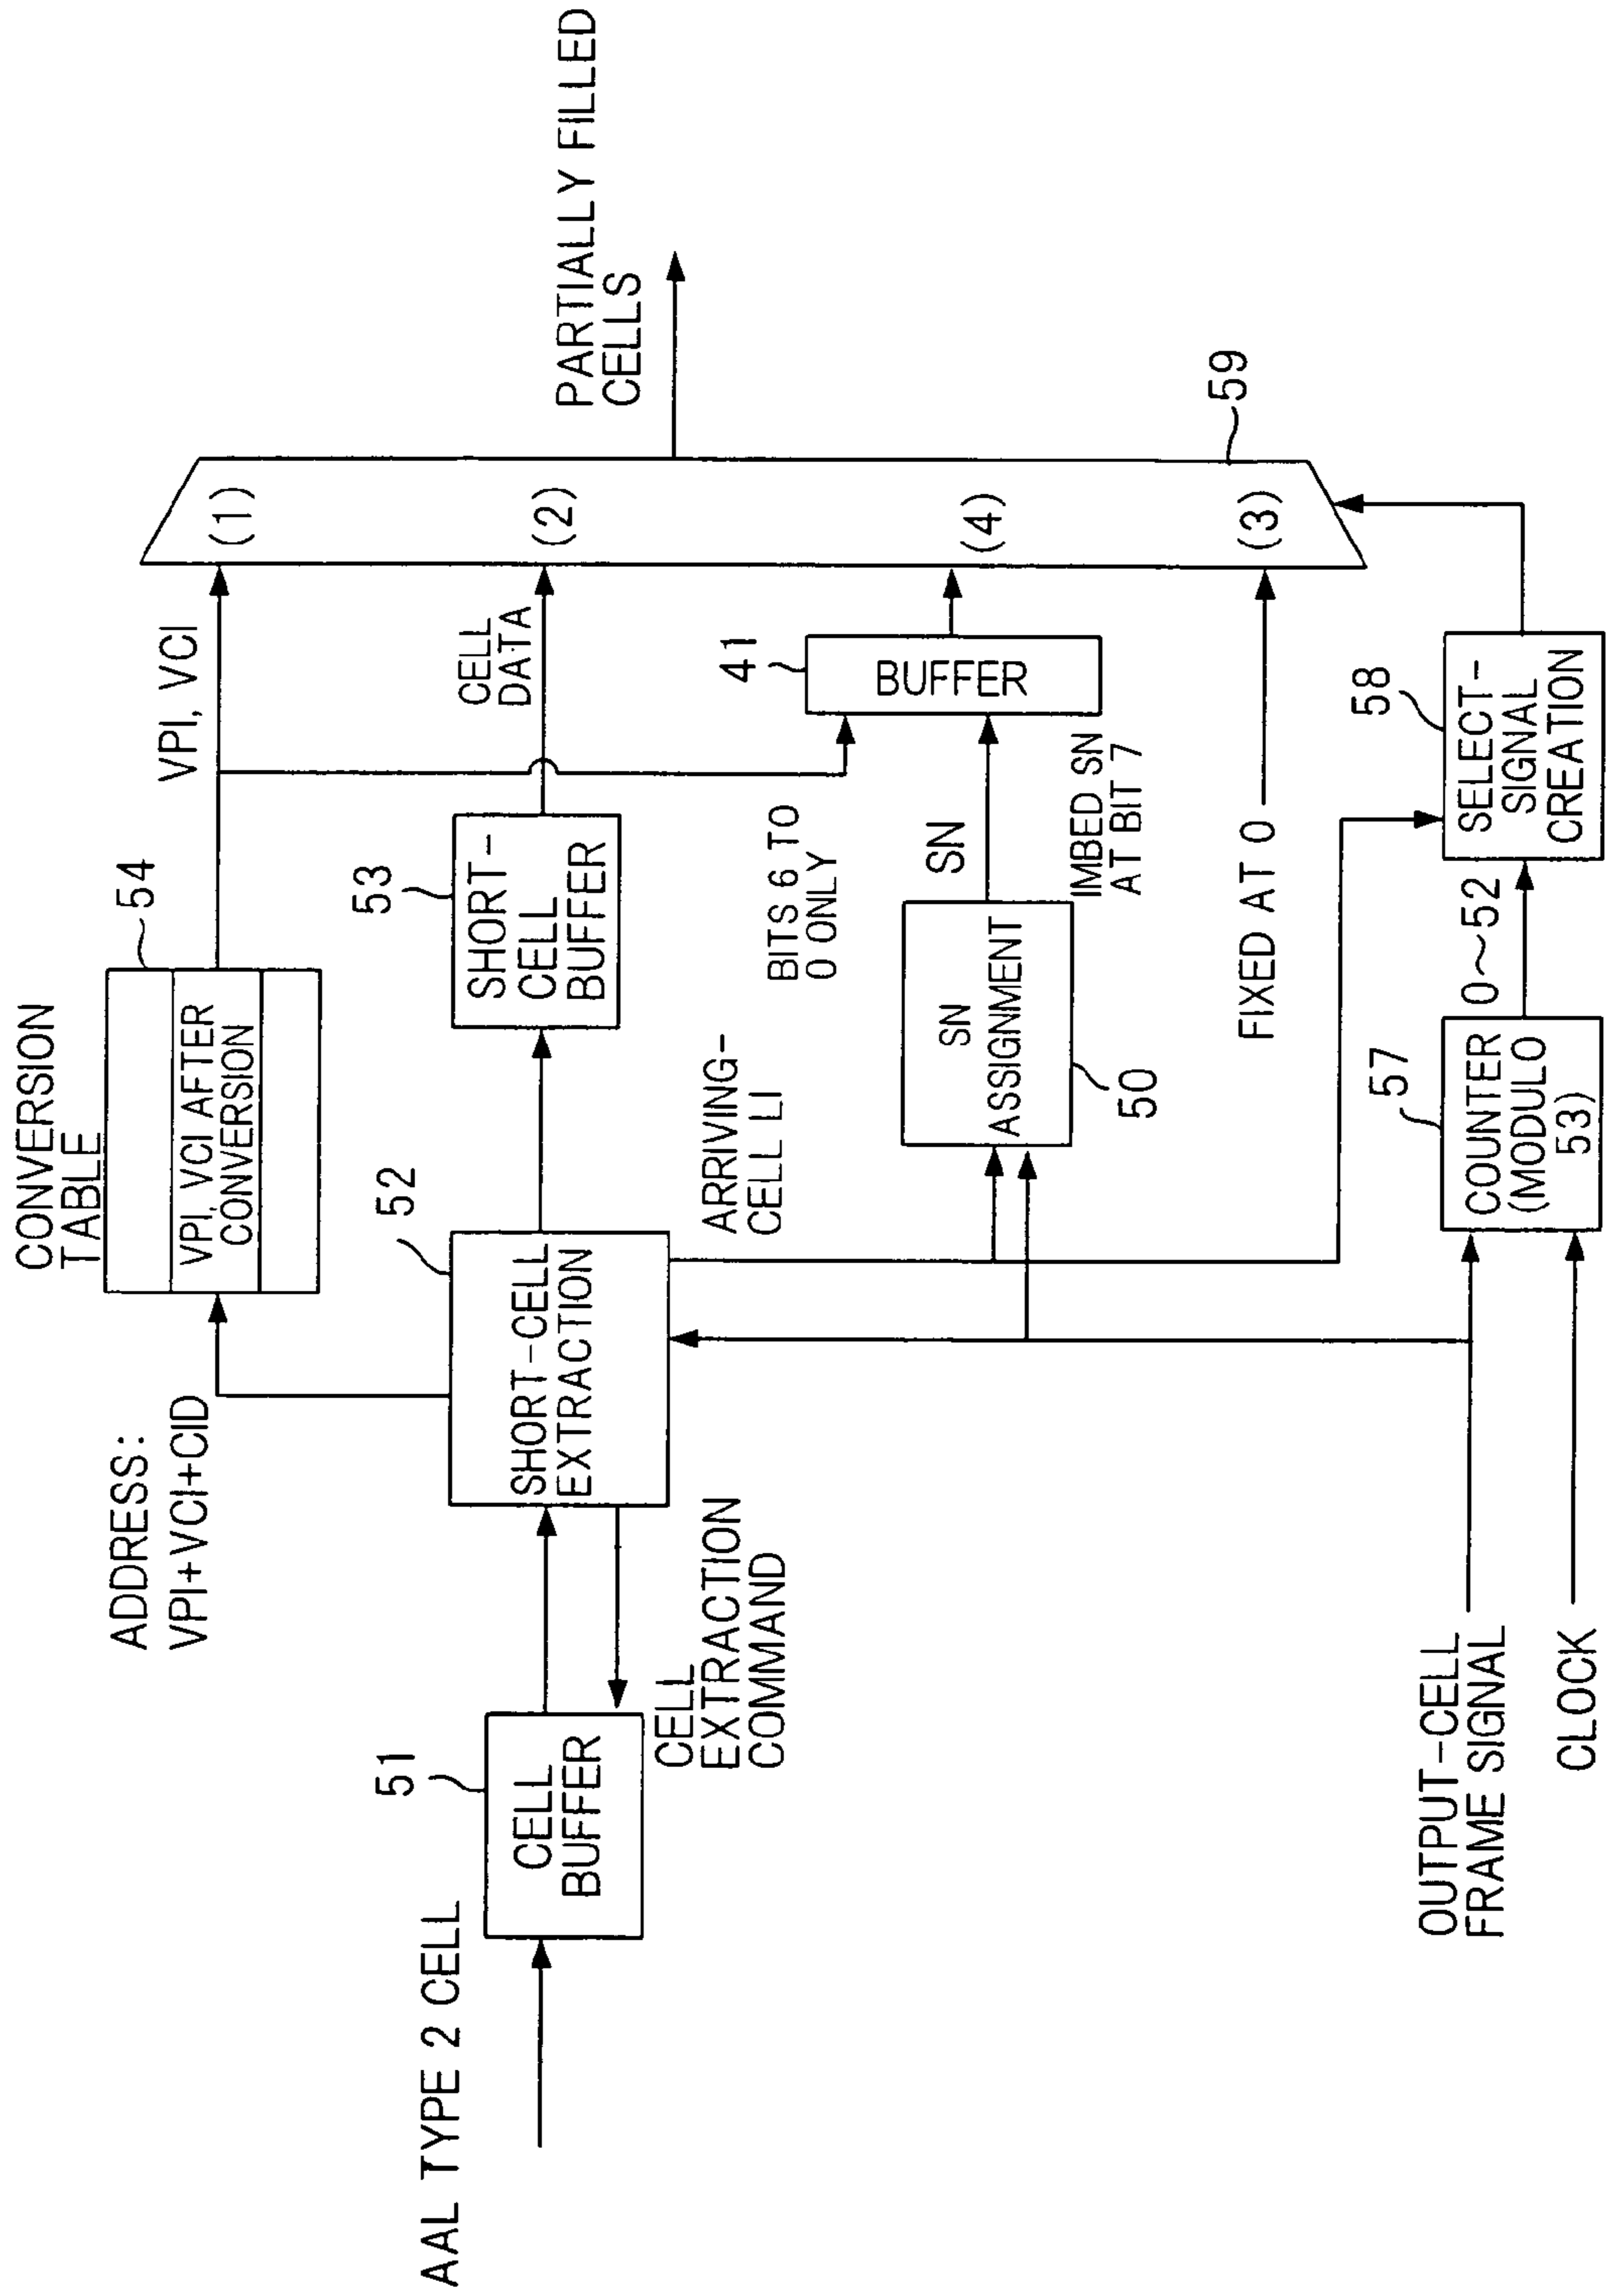 CONVERSION
TABLE
54
VPI, VCI AFTER
CONVERSION
ADDRESS:
VPI+VCI+CID
VPI, VCI
(1)
AAL TYPE 2 CELL
51
CELL
BUFFER
CELL
EXTRACTION
COMMAND
52
SHORT-CELL
EXTRACTION
53
SHORT-
CELL
BUFFER
CELL
DATA
(2)
PARTIALLY FILLED
CELLS
ARRIVING-
CELL LI
BITS 6 TO
0 ONLY
41
BUFFER
(4)
SN
ASSIGNMENT
50
SN
IMBED SN
AT BIT 7
FIXED AT 0
(3)
59
OUTPUT-CELL
FRAME SIGNAL
CLOCK
57
COUNTER
(MODULO
53)
0~52
58
SELECT-
SIGNAL
CREATION